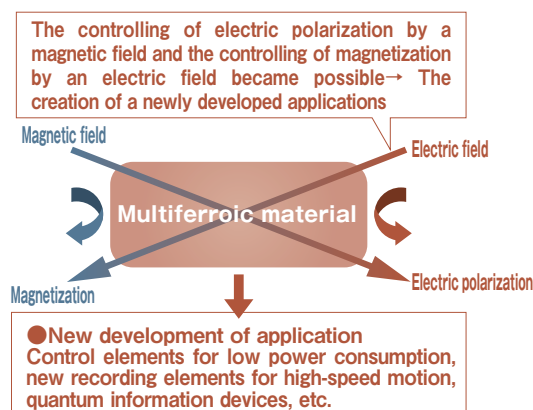 The controlling of electric polarization by a
magnetic field and the controlling of magnetization
by an electric field became possible→ The
creation of a newly developed applications
Magnetic field
Electric field
Multiferroic material
Magnetization
Electric polarization
●New development of application
Control elements for low power consumption,
new recording elements for high-speed motion,
quantum information devices, etc.